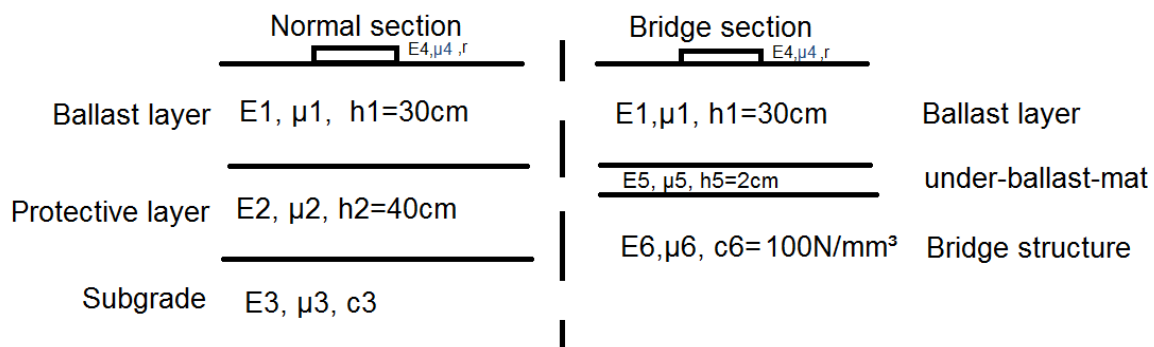 Normal section
E4,μ4 ,r
Ballast layer
E1, μ1, h1=30cm
Protective layer
E2, μ2, h2=40cm
Subgrade
E3, μ3, c3
Bridge section
E4,μ4 ,r
E1,μ1, h1=30cm
Ballast layer
E5, μ5, h5=2cm
under-ballast-mat
E6,μ6, c6=100N/mm³
Bridge structure